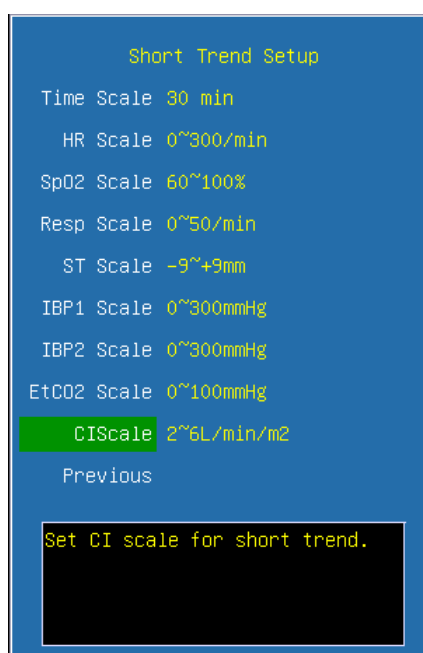 Short Trend Setup
Time Scale 30 min
HR Scale 0~300/min
SpO2 Scale 60~100%
Resp Scale 0~50/min
ST Scale -9~+9mm
IBP1 Scale 0~300mmHg
IBP2 Scale 0~300mmHg
EtCO2 Scale 0~100mmHg
CIScale 2~6L/min/m2
Previous
Set CI scale for short trend.